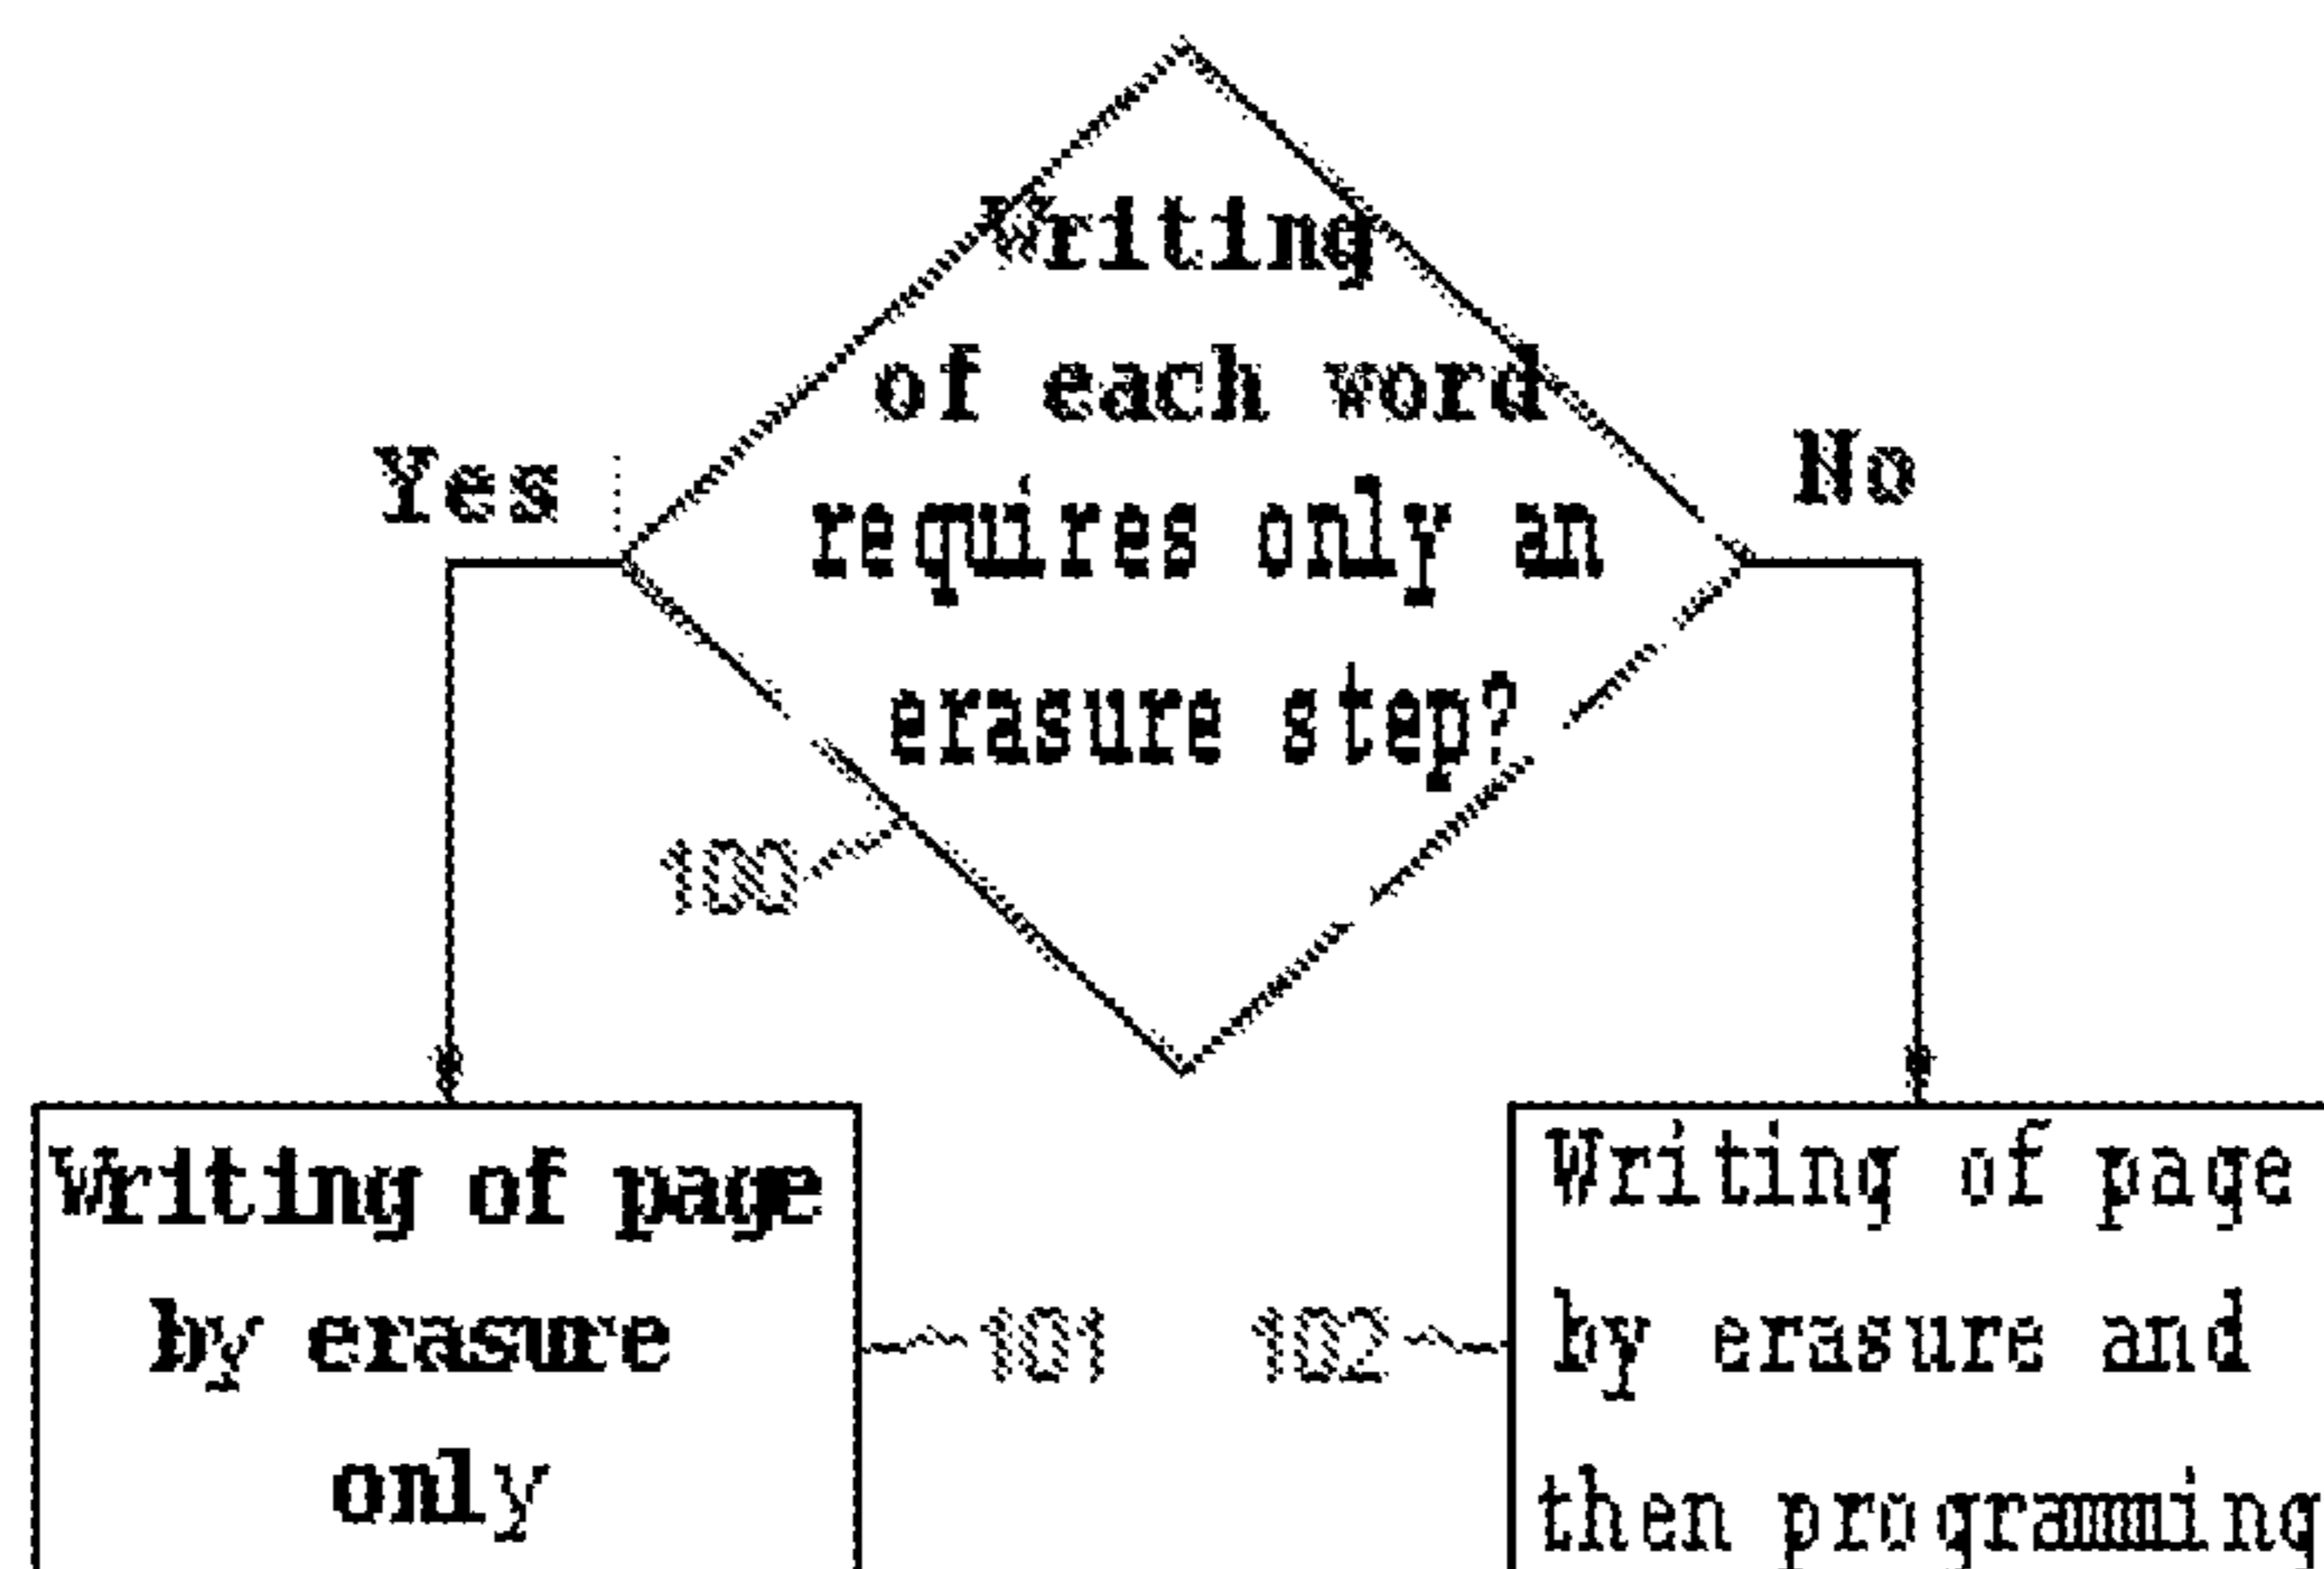 Writing
of each word
requires only an
erasure step?
Yes
No
100
Writing of page
by erasure
only
101
102
Writing of page
by erasure and
then programming